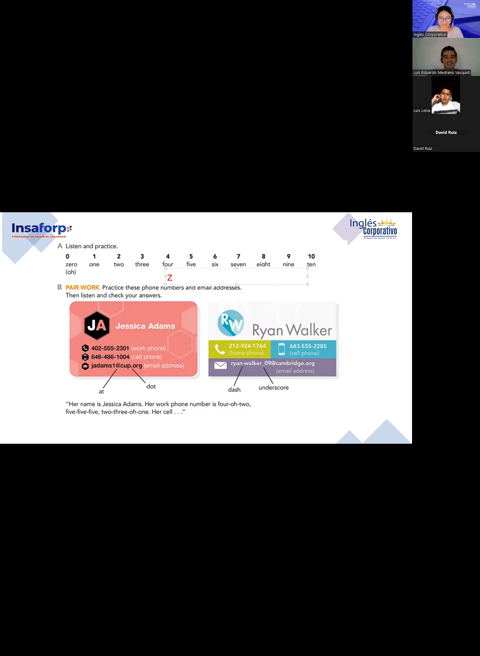 Inglés Corporativo
Luis Eduardo Medrano Vasquez
Luis Leiva
David Ruiz
David Ruiz
Insaforp
Inglés
Corporativo
A Listen and practice.
0 1 2 3 4 5 6 7 8 9 10
zero one two three four five six seven eight nine ten
(oh)
Z
B PAIR WORK Practice these phone numbers and email addresses.
Then listen and check your answers.
JA Jessica Adams
402-555-2301 (work phone)
646-486-1004 (cell phone)
jadams1@cup.org (email address)
at
dot
RW
Ryan Walker
212-924-1764
(home phone)
643-555-2285
(cell phone)
ryan-walker_09@cambridge.org
(email address)
dash
underscore
"Her name is Jessica Adams. Her work phone number is four-oh-two,
five-five-five, two-three-oh-one. Her cell . . ."